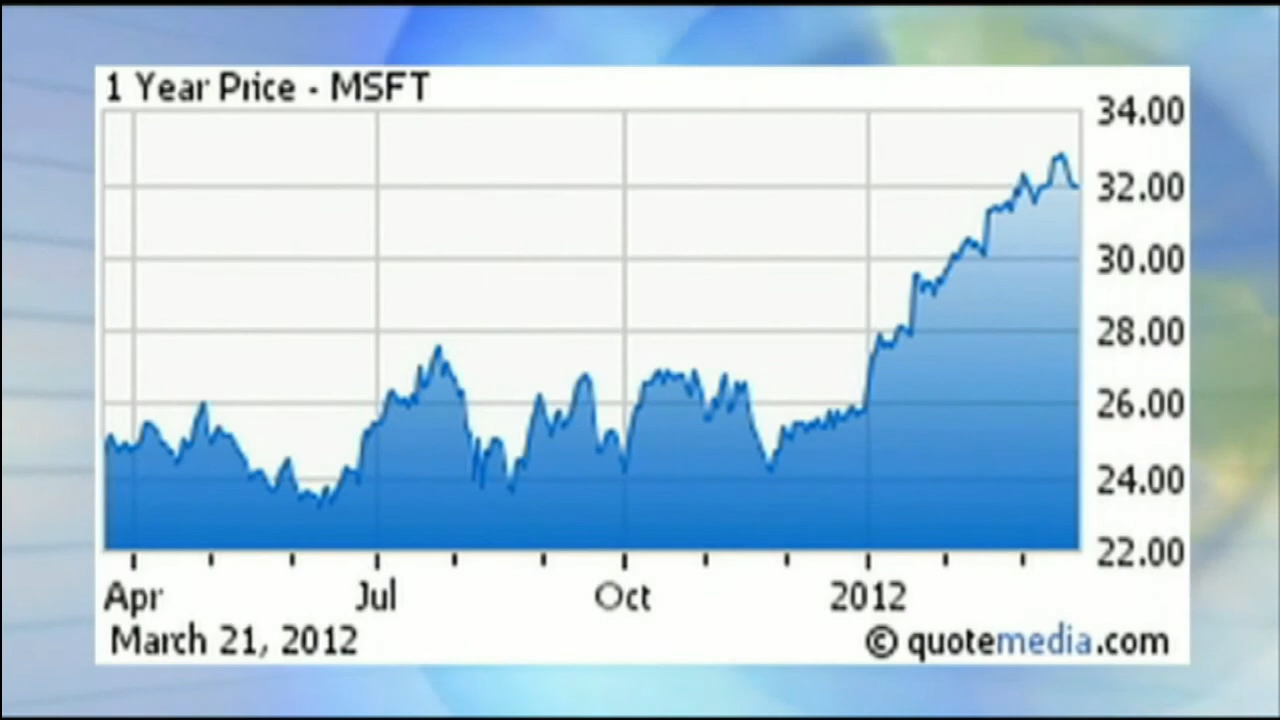 1 Year Price - MSFT
34.00
32.00
30.00
28.00
26.00
24.00
22.00
Apr Jul Oct 2012
March 21, 2012 © quotemedia.com